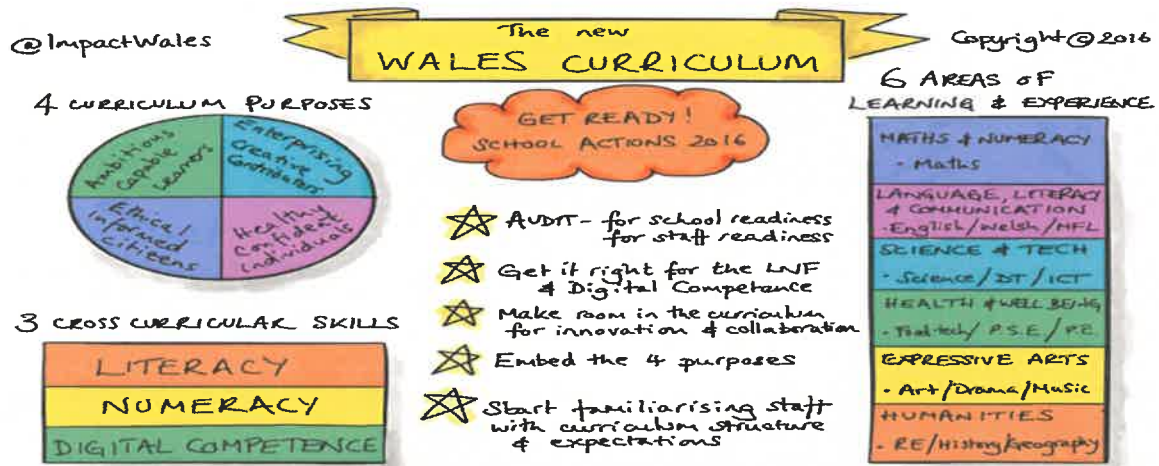 @ImpactWales
The new
WALES CURRICULUM
Copyright © 2016
4 CURRICULUM PURPOSES
Ambitious
Capable
Learners
Enterprising
Creative
Contributors
Ethical
Informed
Citizens
Healthy
Confident
Individuals
3 CROSS CURRICULAR SKILLS
LITERACY
NUMERACY
DIGITAL COMPETENCE
GET READY!
SCHOOL ACTIONS 2016
AUDIT - for school readiness
for staff readiness
Get it right for the LNF
& Digital Competence
Make room in the curriculum
for innovation & collaboration
Embed the 4 purposes
Start familiarising staff
with curriculum structure
& expectations
6 AREAS OF
LEARNING & EXPERIENCE
MATHS & NUMERACY
· Maths
LANGUAGE, LITERACY
& COMMUNICATION
· English/Welsh/MFL
SCIENCE & TECH
· Science/DT/ICT
HEALTH & WELL BEING
· Food tech/P.S.E/P.E.
EXPRESSIVE ARTS
· Art/Drama/Music
HUMANITIES
· RE/History/Geography